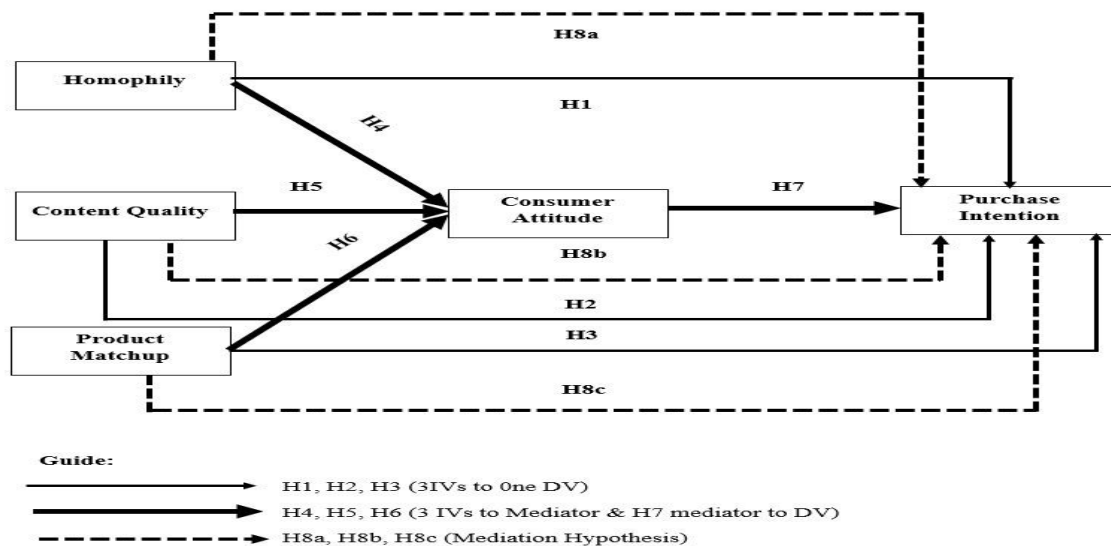 H8a
Homophily
H1
H4
H5
H7
Content Quality
Consumer
Attitude
Purchase
Intention
H6
H8b
H2
Product
Matchup
H3
H8c
Guide:
H1, H2, H3 (3IVs to 0ne DV)
H4, H5, H6 (3 IVs to Mediator & H7 mediator to DV)
H8a, H8b, H8c (Mediation Hypothesis)